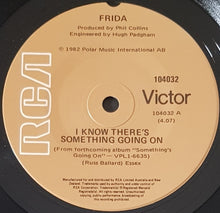 FRIDA
Produced by Phil Collins
Engineered by Hugh Padgham
℗ 1982 Polar Music International AB
104032
RCA
Victor
104032 A
(4.07)
I KNOW THERE'S
SOMETHING GOING ON
(From forthcoming album "Something's
Going On" – VPL1-6635)
(Russ Ballard) Essex